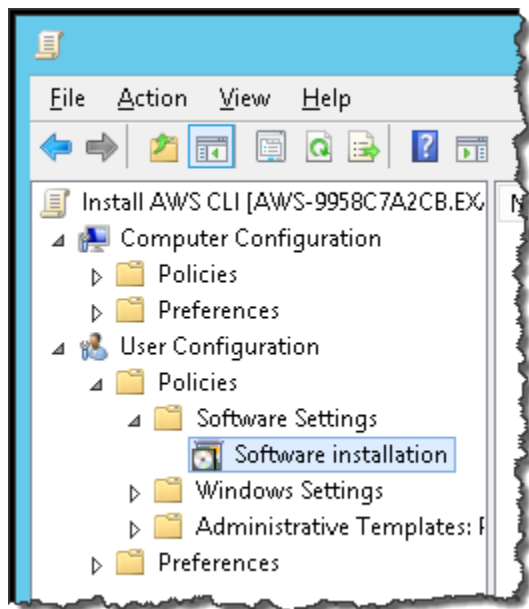 File Action View Help
Install AWS CLI [AWS-9958C7A2CB.EX
Computer Configuration
Policies
Preferences
User Configuration
Policies
Software Settings
Software installation
Windows Settings
Administrative Templates:
Preferences